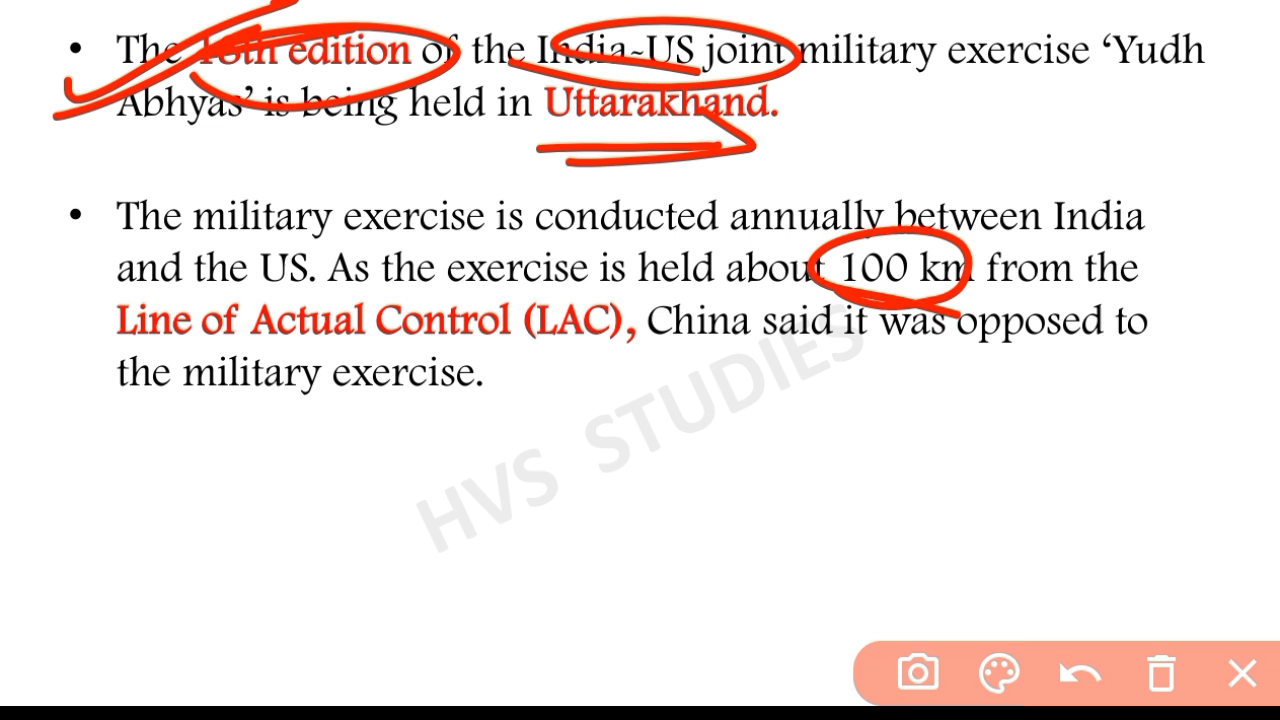 • The 18th edition of the India-US joint military exercise ‘Yudh
Abhyas’ is being held in Uttarakhand.
• The military exercise is conducted annually between India
and the US. As the exercise is held about 100 km from the
Line of Actual Control (LAC), China said it was opposed to
the military exercise.
HVS STUDIES